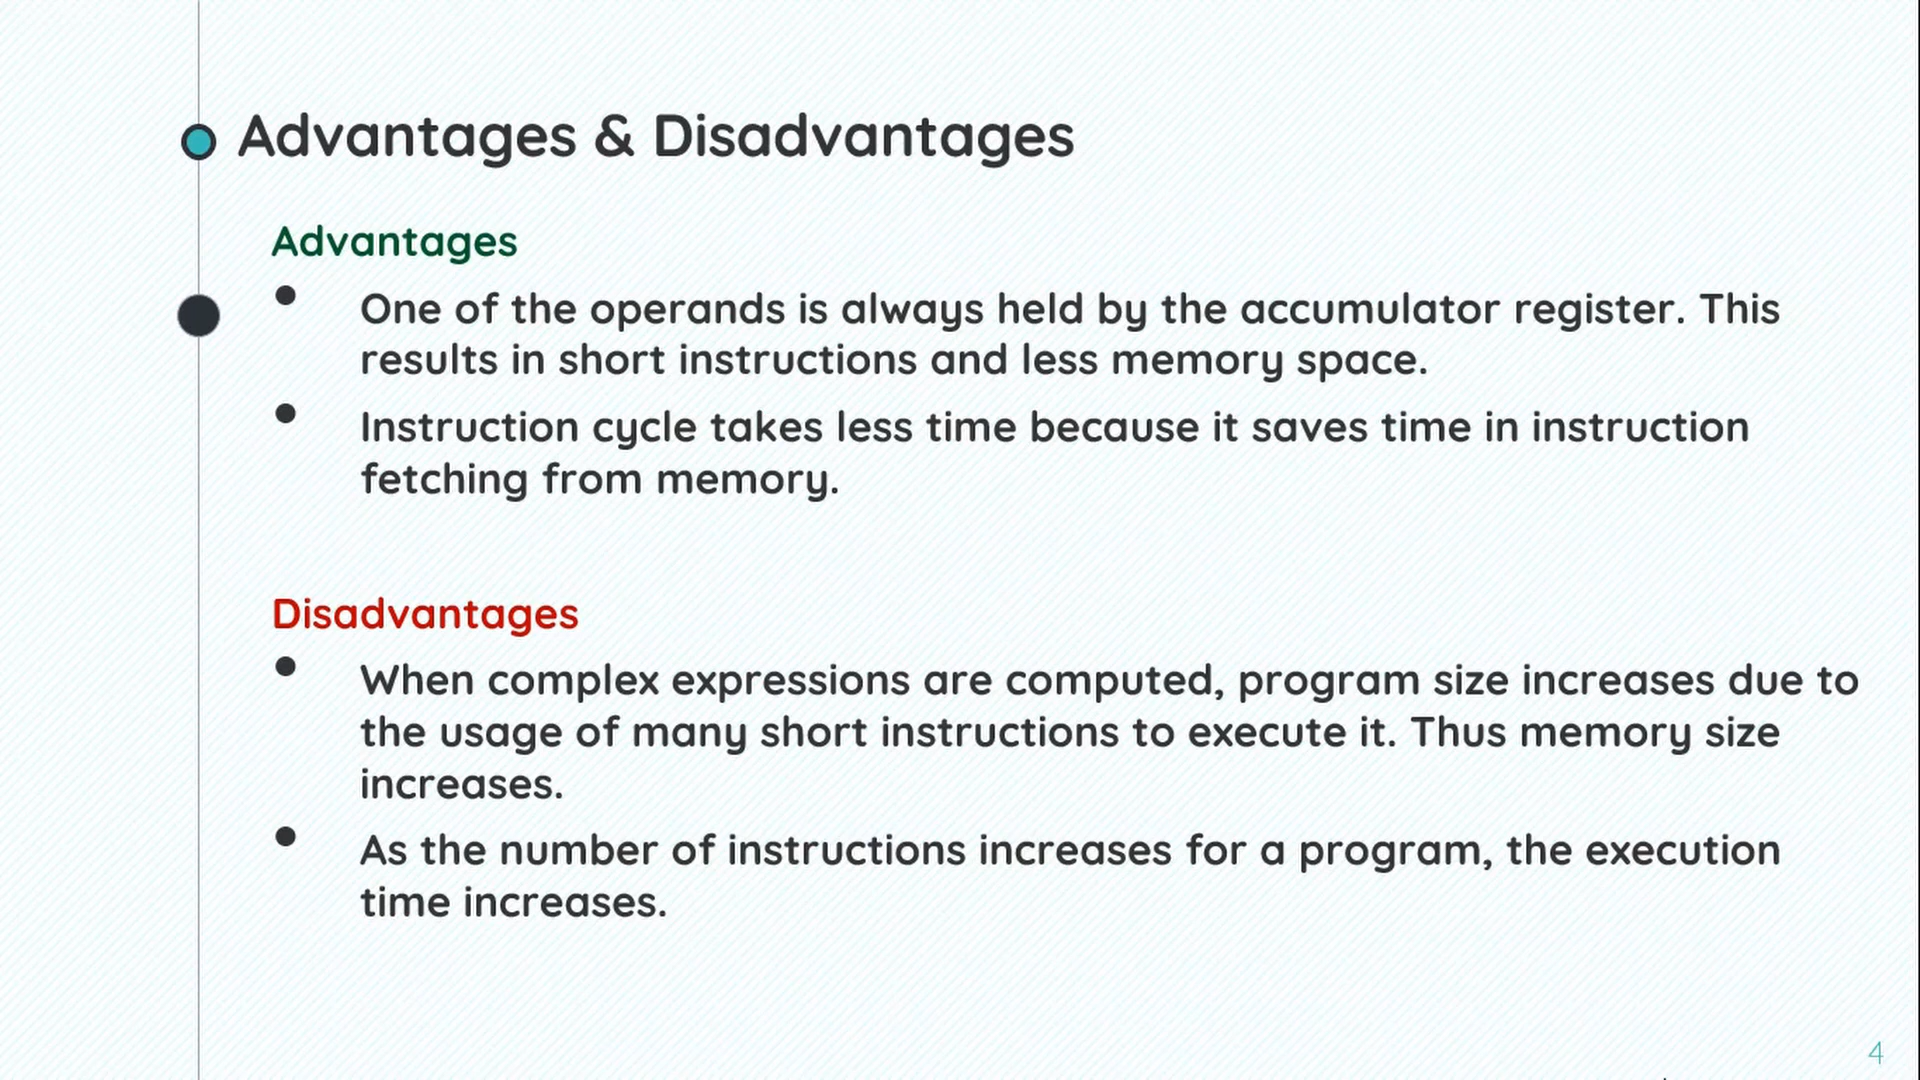 Advantages & Disadvantages
Advantages
One of the operands is always held by the accumulator register. This
results in short instructions and less memory space.
Instruction cycle takes less time because it saves time in instruction
fetching from memory.
Disadvantages
When complex expressions are computed, program size increases due to
the usage of many short instructions to execute it. Thus memory size
increases.
As the number of instructions increases for a program, the execution
time increases.
4